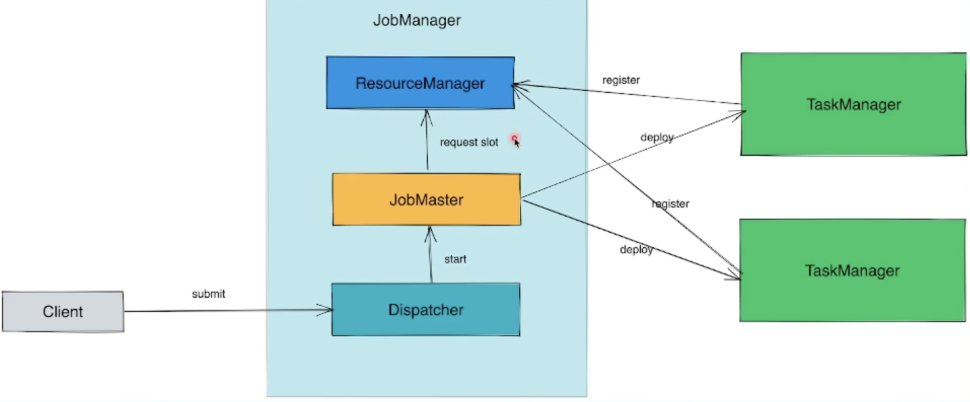 JobManager
ResourceManager
register
TaskManager
request slot
deploy
JobMaster
register
deploy
start
TaskManager
submit
Client
Dispatcher